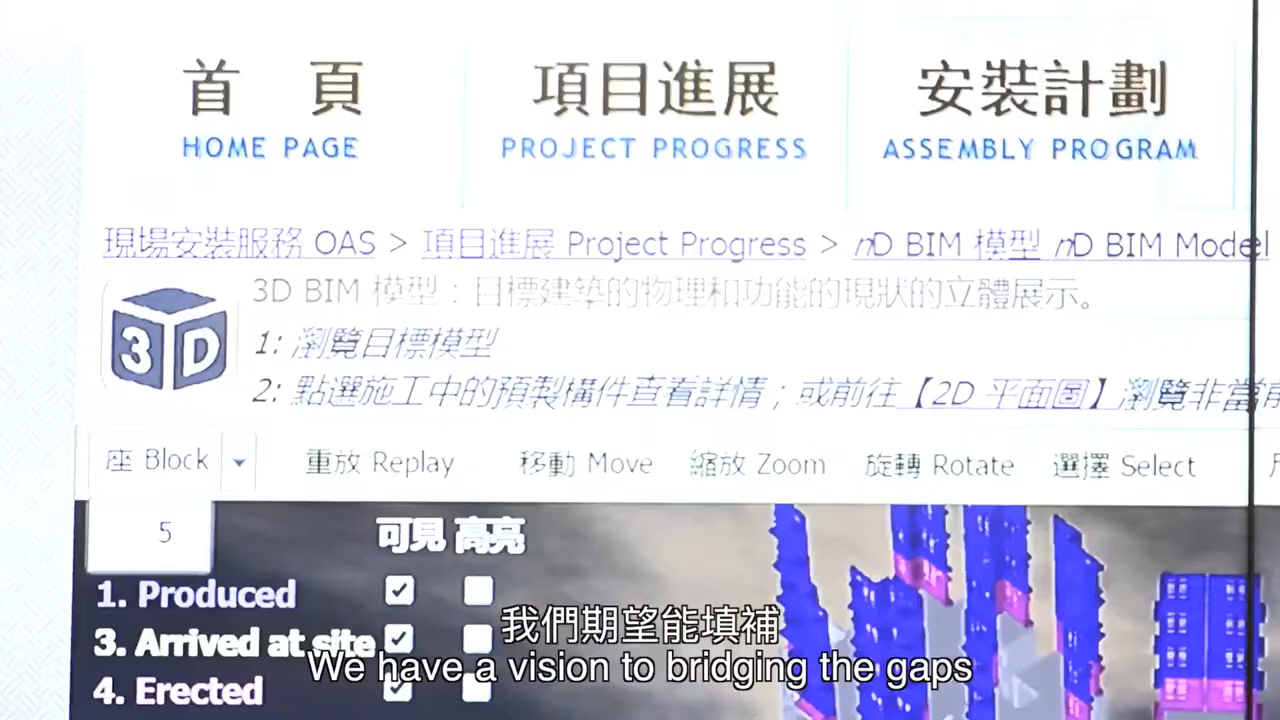 首頁 項目進展 安裝計劃
HOME PAGE PROJECT PROGRESS ASSEMBLY PROGRAM
現場安裝服務 OAS > 項目進展 Project Progress > nD BIM 模型 nD BIM Model
3D BIM 模型：目標建築的物理和功能的現狀的立體展示。
3D
1: 瀏覽目標模型
2: 點選施工中的預製構件查看詳情；或前往【2D 平面圖】瀏覽非當前
座 Block 重放 Replay 移動 Move 縮放 Zoom 旋轉 Rotate 選擇 Select
5
可見 高亮
1. Produced
3. Arrived at site
4. Erected
我們期望能填補
We have a vision to bridging the gaps